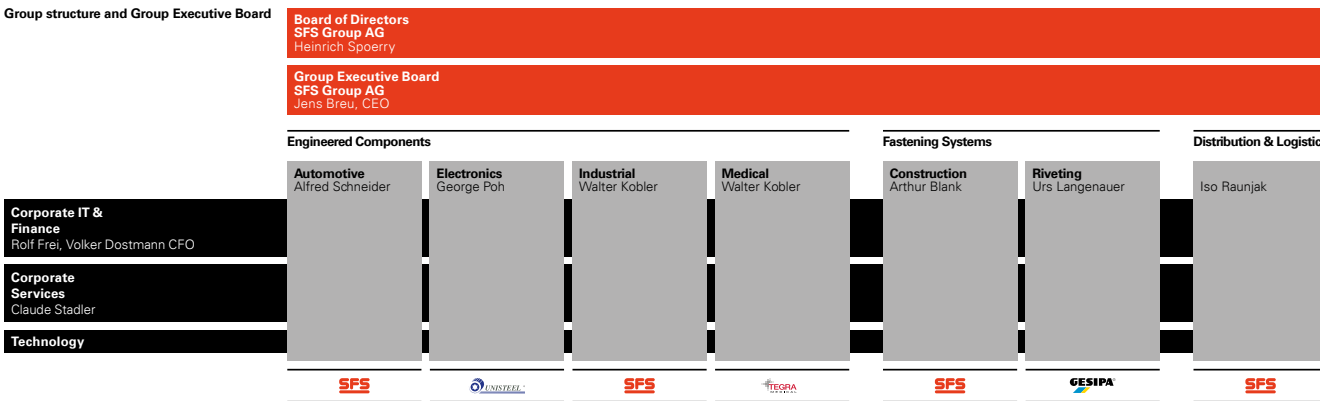 Group structure and Group Executive Board
Board of Directors
SFS Group AG
Heinrich Spoerry
Group Executive Board
SFS Group AG
Jens Breu, CEO
Engineered Components
Fastening Systems
Distribution & Logistic
Automotive
Alfred Schneider
Electronics
George Poh
Industrial
Walter Kobler
Medical
Walter Kobler
Construction
Arthur Blank
Riveting
Urs Langenauer
Iso Raunjak
Corporate IT &
Finance
Rolf Frei, Volker Dostmann CFO
Corporate
Services
Claude Stadler
Technology
SFS
UNISTEEL
SFS
TEGRA
MEDICAL
SFS
GESIPA
SFS